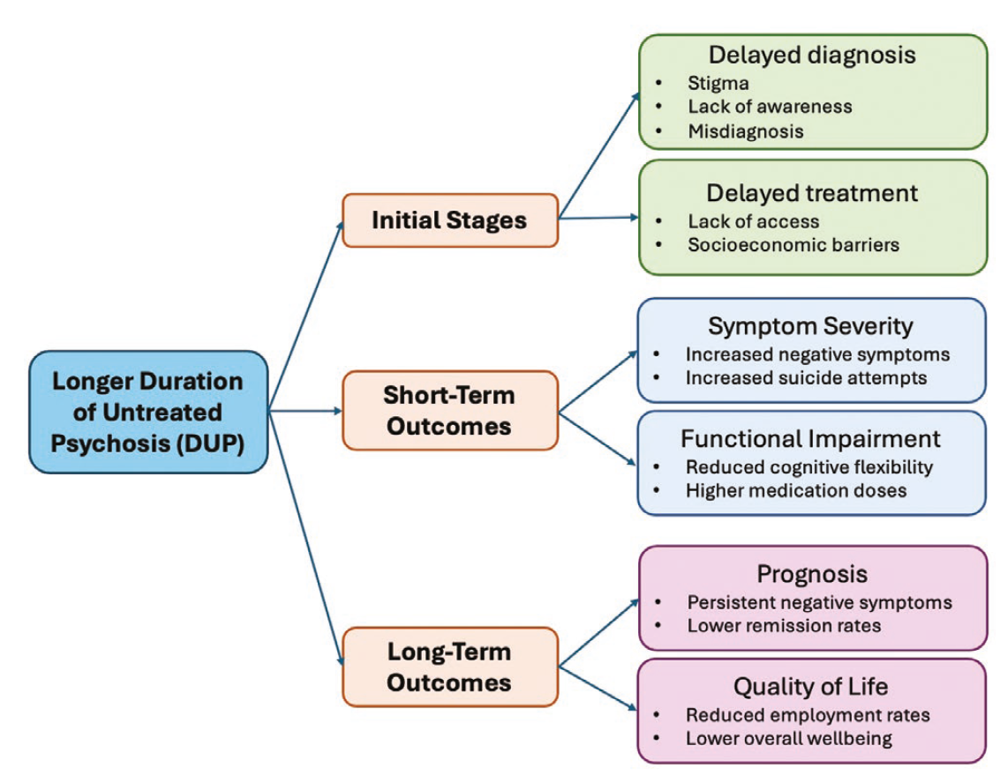 Longer Duration
of Untreated
Psychosis (DUP)
Initial Stages
Delayed diagnosis
• Stigma
• Lack of awareness
• Misdiagnosis
Delayed treatment
• Lack of access
• Socioeconomic barriers
Short-Term
Outcomes
Symptom Severity
• Increased negative symptoms
• Increased suicide attempts
Functional Impairment
• Reduced cognitive flexibility
• Higher medication doses
Long-Term
Outcomes
Prognosis
• Persistent negative symptoms
• Lower remission rates
Quality of Life
• Reduced employment rates
• Lower overall wellbeing